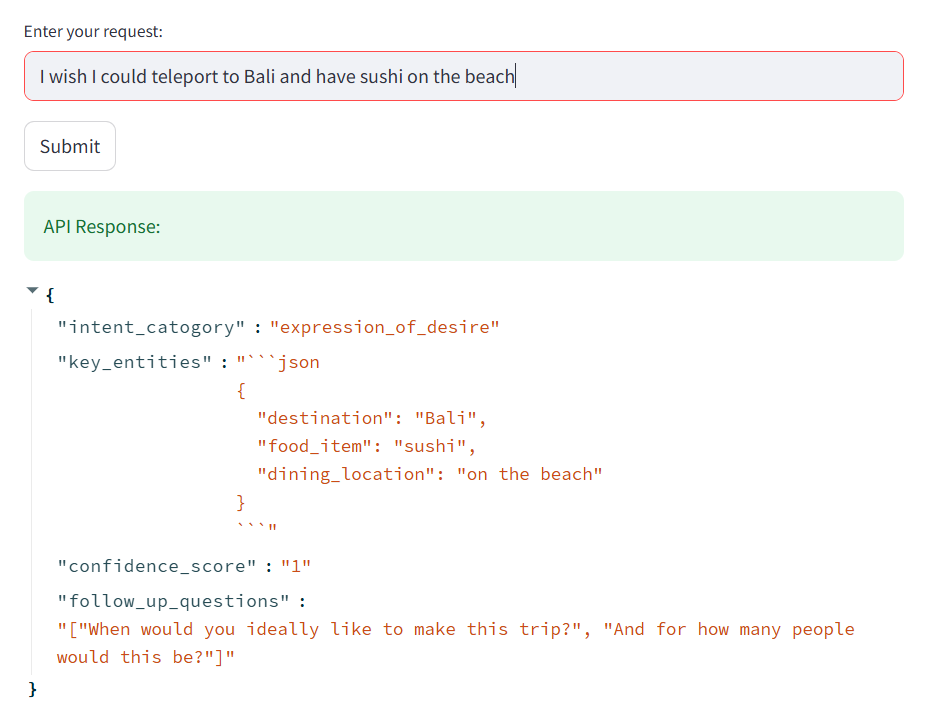 Enter your request:
I wish I could teleport to Bali and have sushi on the beach
Submit
API Response:
{
"intent_catogory" : "expression_of_desire"
"key_entities" : "```json
{
"destination": "Bali",
"food_item": "sushi",
"dining_location": "on the beach"
}
```"
"confidence_score" : "1"
"follow_up_questions" :
"["When would you ideally like to make this trip?", "And for how many people
would this be?"]"
}